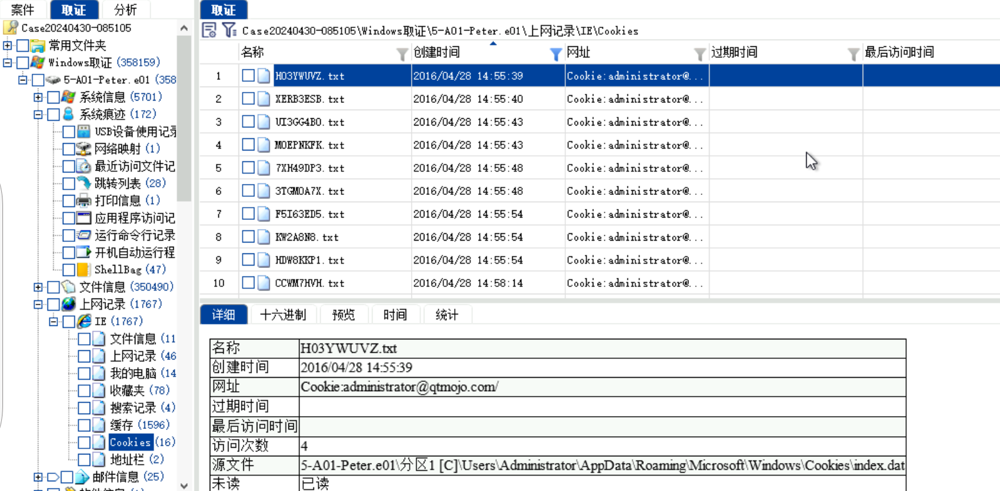 案件 取证 分析
Case20240430-085105
常用文件夹
Windows取证 (358159)
5-A01-Peter.e01 (358
系统信息 (5701)
系统痕迹 (172)
USB设备使用记录
网络映射 (1)
最近访问文件记
跳转列表 (28)
打印信息 (1)
应用程序访问记
运行命令行记录
开机自动运行程
ShellBag (47)
文件信息 (350490)
上网记录 (1767)
IE (1767)
文件信息 (11
上网记录 (46
我的电脑 (14
收藏夹 (78)
搜索记录 (4)
缓存 (1596)
Cookies (16)
地址栏 (2)
邮件信息 (25)
取证
Case20240430-085105\Windows取证\5-A01-Peter.e01\上网记录\IE\Cookies
名称 创建时间 网址 过期时间 最后访问时间
1 H03YWUVZ.txt 2016/04/28 14:55:39 Cookie:administrator@...
2 XERB3ESB.txt 2016/04/28 14:55:40 Cookie:administrator@...
3 UI3GG4BO.txt 2016/04/28 14:55:43 Cookie:administrator@...
4 MOEPNKFK.txt 2016/04/28 14:55:43 Cookie:administrator@...
5 7XH49DP3.txt 2016/04/28 14:55:48 Cookie:administrator@...
6 3TGMOA7X.txt 2016/04/28 14:55:48 Cookie:administrator@...
7 F5I63ED5.txt 2016/04/28 14:55:54 Cookie:administrator@...
8 KW2A8N8.txt 2016/04/28 14:55:54 Cookie:administrator@...
9 HDW8KKP1.txt 2016/04/28 14:55:54 Cookie:administrator@...
10 CCWM7HVH.txt 2016/04/28 14:58:14 Cookie:administrator@...
详细 十六进制 预览 时间 统计
名称 H03YWUVZ.txt
创建时间 2016/04/28 14:55:39
网址 Cookie:administrator@qtmojo.com/
过期时间
最后访问时间
访问次数 4
源文件 5-A01-Peter.e01\分区1 [C]\Users\Administrator\AppData\Roaming\Microsoft\Windows\Cookies\index.dat
未读 已读